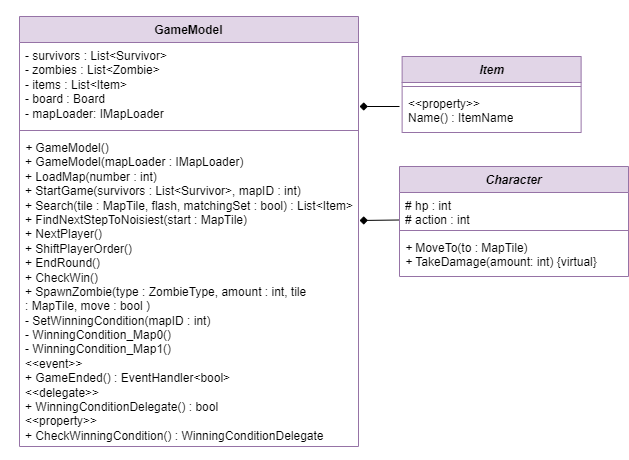 GameModel
- survivors : List<Survivor>
- zombies : List<Zombie>
- items : List<Item>
- board : Board
- mapLoader: IMapLoader
+ GameModel()
+ GameModel(mapLoader : IMapLoader)
+ LoadMap(number : int)
+ StartGame(survivors : List<Survivor>, mapID : int)
+ Search(tile : MapTile, flash, matchingSet : bool) : List<Item>
+ FindNextStepToNoisiest(start : MapTile)
+ NextPlayer()
+ ShiftPlayerOrder()
+ EndRound()
+ CheckWin()
+ SpawnZombie(type : ZombieType, amount : int, tile
: MapTile, move : bool )
- SetWinningCondition(mapID : int)
- WinningCondition_Map0()
- WinningCondition_Map1()
<<event>>
+ GameEnded() : EventHandler<bool>
<<delegate>>
+ WinningConditionDelegate() : bool
<<property>>
+ CheckWinningCondition() : WinningConditionDelegate
Item
<<property>>
Name() : ItemName
Character
# hp : int
# action : int
+ MoveTo(to : MapTile)
+ TakeDamage(amount: int) {virtual}